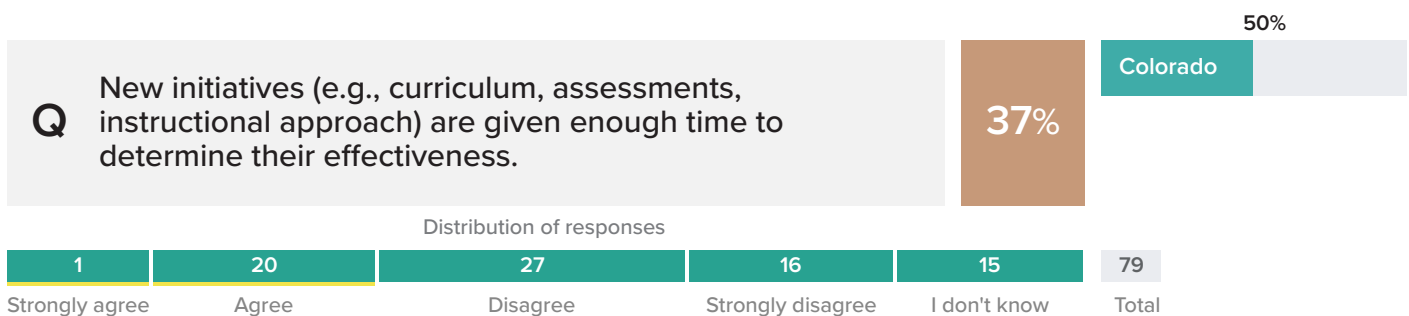 50%
Q
New initiatives (e.g., curriculum, assessments,
instructional approach) are given enough time to
determine their effectiveness.
37%
Colorado
Distribution of responses
1 20 27 16 15 79
Strongly agree Agree Disagree Strongly disagree I don't know Total